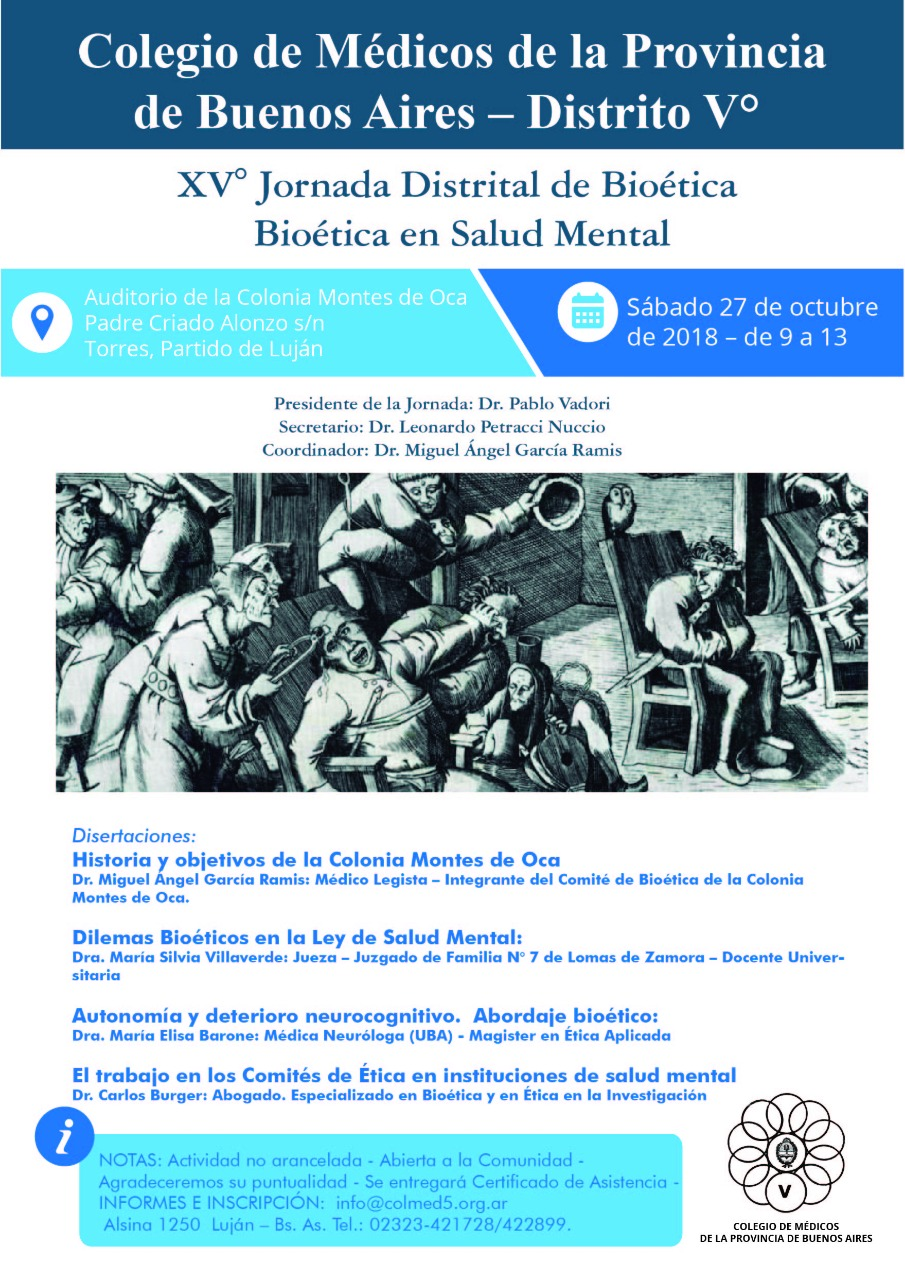 Colegio de Médicos de la Provincia
de Buenos Aires – Distrito V°
XV° Jornada Distrital de Bioética
Bioética en Salud Mental
Auditorio de la Colonia Montes de Oca
Padre Criado Alonzo s/n
Torres, Partido de Luján
Sábado 27 de octubre
de 2018 – de 9 a 13
Presidente de la Jornada: Dr. Pablo Vadori
Secretario: Dr. Leonardo Petracci Nuccio
Coordinador: Dr. Miguel Ángel García Ramis
Disertaciones:
Historia y objetivos de la Colonia Montes de Oca
Dr. Miguel Ángel García Ramis: Médico Legista – Integrante del Comité de Bioética de la Colonia
Montes de Oca.
Dilemas Bioéticos en la Ley de Salud Mental:
Dra. María Silvia Villaverde: Jueza – Juzgado de Familia N° 7 de Lomas de Zamora – Docente Univer-
sitaria
Autonomía y deterioro neurocognitivo.  Abordaje bioético:
Dra. María Elisa Barone: Médica Neuróloga (UBA) - Magister en Ética Aplicada
El trabajo en los Comités de Ética en instituciones de salud mental
Dr. Carlos Burger: Abogado. Especializado en Bioética y en Ética en la Investigación
i
NOTAS: Actividad no arancelada - Abierta a la Comunidad -
Agradeceremos su puntualidad - Se entregará Certificado de Asistencia -
INFORMES E INSCRIPCIÓN:  info@colmed5.org.ar
Alsina 1250  Luján – Bs. As. Tel.: 02323-421728/422899.
V
COLEGIO DE MÉDICOS
DE LA PROVINCIA DE BUENOS AIRES